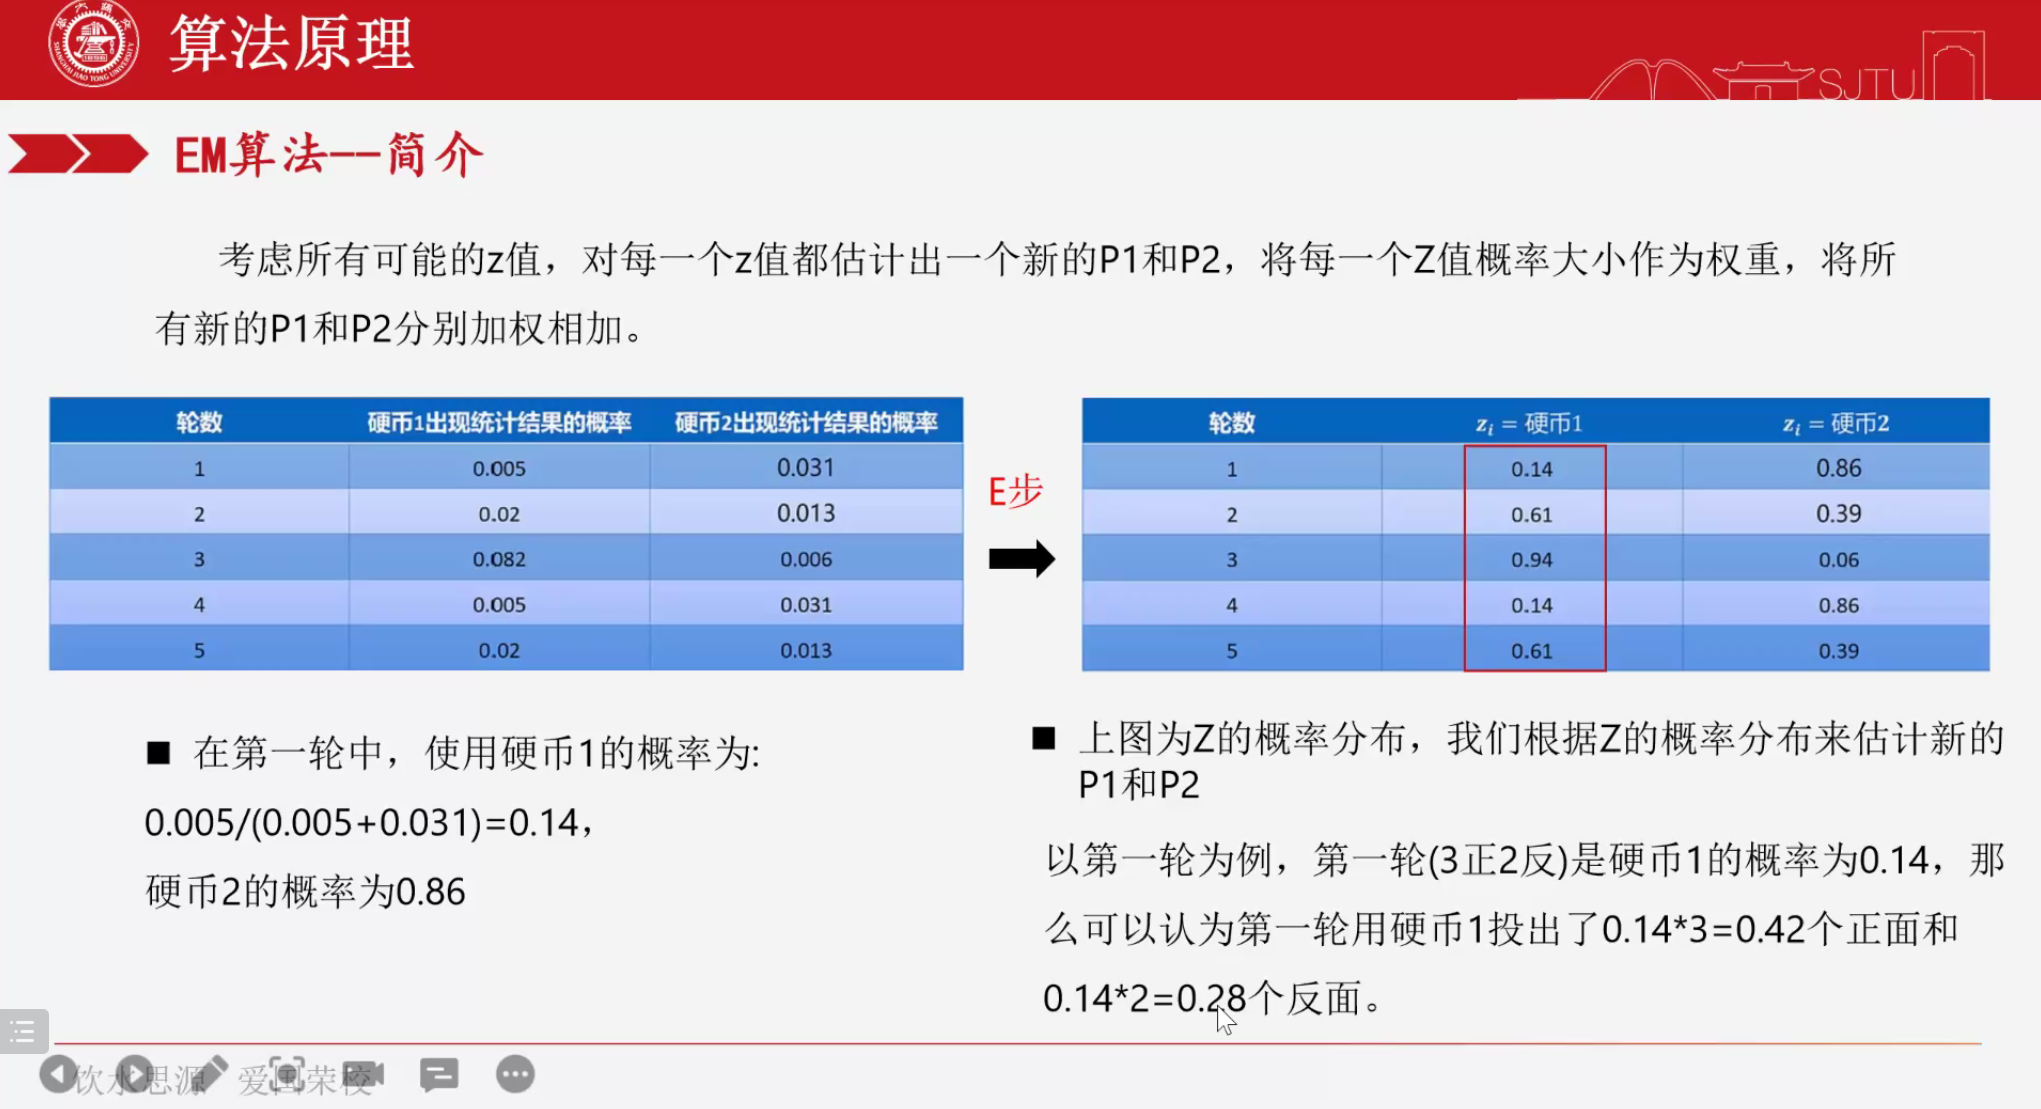 算法原理
SJTU
EM算法--简介
考虑所有可能的z值，对每一个z值都估计出一个新的P1和P2，将每一个Z值概率大小作为权重，将所
有新的P1和P2分别加权相加。
轮数 硬币1出现统计结果的概率 硬币2出现统计结果的概率
1 0.005 0.031
2 0.02 0.013
3 0.082 0.006
4 0.005 0.031
5 0.02 0.013
E步
轮数 zᵢ = 硬币1 zᵢ = 硬币2
1 0.14 0.86
2 0.61 0.39
3 0.94 0.06
4 0.14 0.86
5 0.61 0.39
■ 在第一轮中，使用硬币1的概率为:
0.005/(0.005+0.031)=0.14，
硬币2的概率为0.86
■ 上图为Z的概率分布，我们根据Z的概率分布来估计新的
P1和P2
以第一轮为例，第一轮(3正2反)是硬币1的概率为0.14，那
么可以认为第一轮用硬币1投出了0.14*3=0.42个正面和
0.14*2=0.28个反面。
饮水思源 爱国荣校